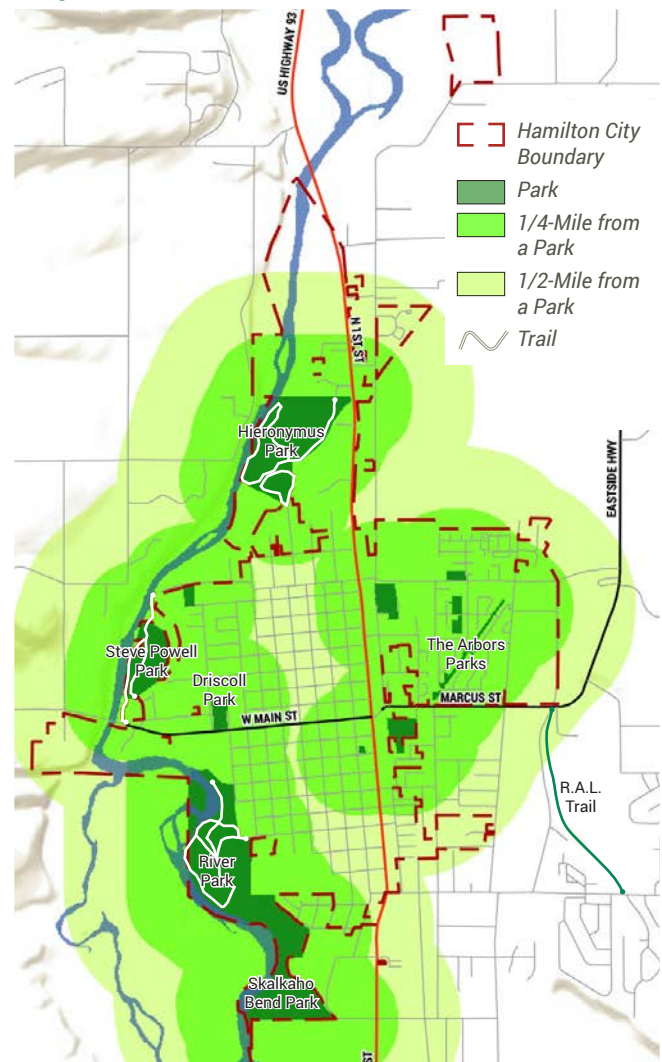 US HIGHWAY 93
Hamilton City
Boundary
Park
1/4-Mile from
a Park
1/2-Mile from
a Park
Trail
N 1ST ST
Hieronymus
Park
EASTSIDE HWY
Steve Powell
Park
Driscoll
Park
The Arbors
Parks
MARCUS ST
W MAIN ST
R.A.L.
Trail
River
Park
Skalkaho
Bend Park
ST